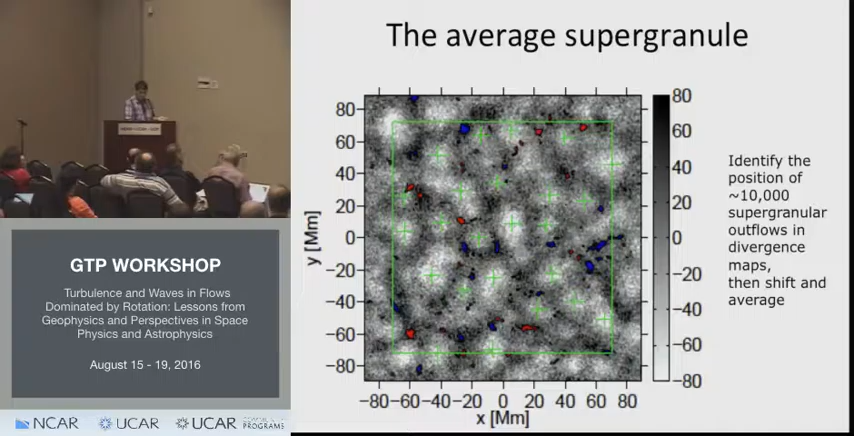 The average supergranule
80
60
40
20
0
−20
−40
−60
−80
y [Mm]
−80 −60 −40 −20 0 20 40 60 80
x [Mm]
80
60
40
20
0
−20
−40
−60
−80
Identify the
position of
~10,000
supergranular
outflows in
divergence
maps,
then shift and
average
GTP WORKSHOP
Turbulence and Waves in Flows
Dominated by Rotation: Lessons from
Geophysics and Perspectives in Space
Physics and Astrophysics
August 15 - 19, 2016
NCAR
UCAR
UCAR
PROGRAMS